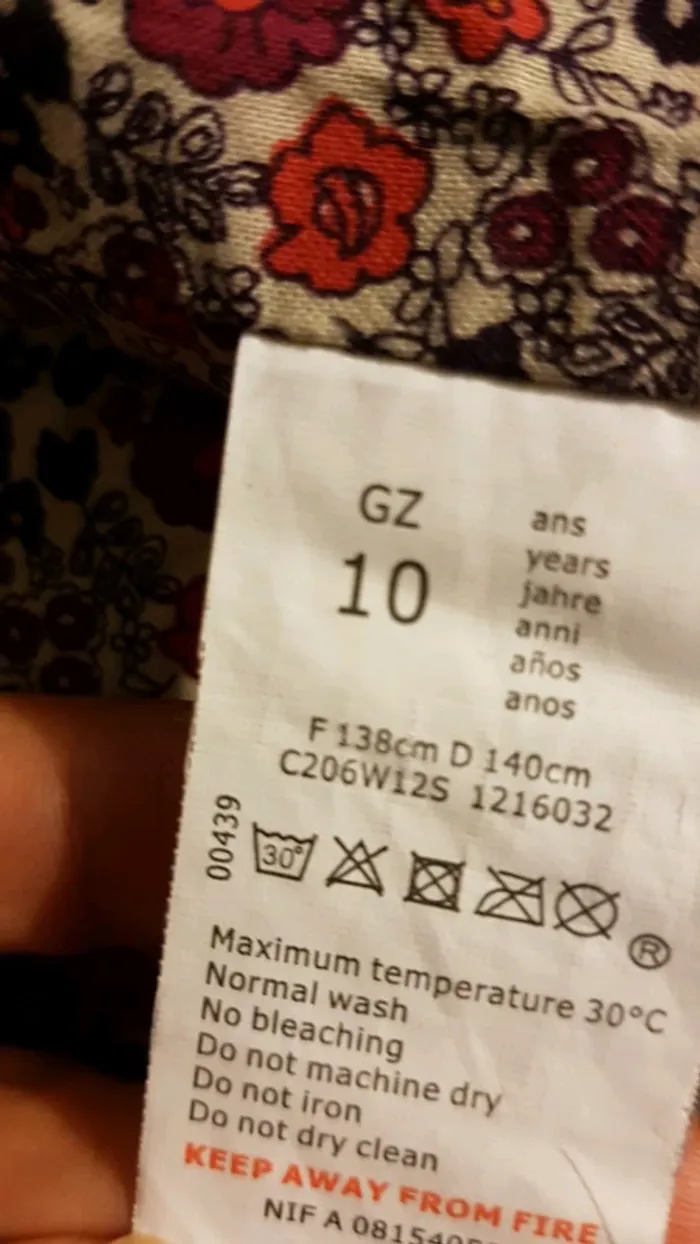 GZ
10
ans
years
jahre
anni
años
anos
F 138cm D 140cm
C206W12S 1216032
00439
30°
®
Maximum temperature 30°C
Normal wash
No bleaching
Do not machine dry
Do not iron
Do not dry clean
KEEP AWAY FROM FIRE
NIF A